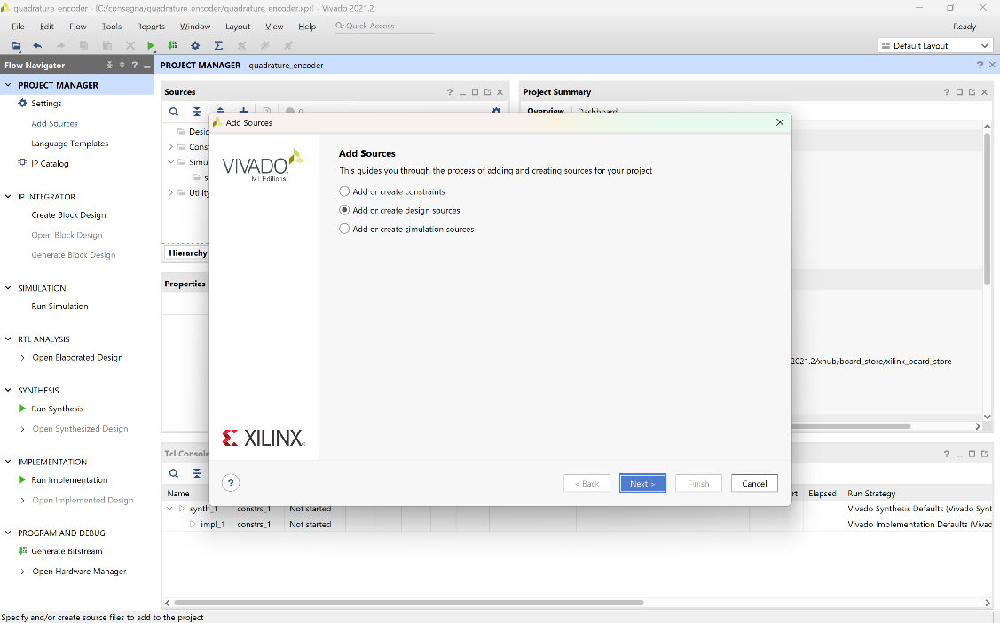 quadrature_encoder - [C:/consegna/quadrature_encoder/quadrature_encoder.xpr] - Vivado 2021.2
File Edit Flow Tools Reports Window Layout View Help Quick Access Ready
Default Layout
Flow Navigator ? PROJECT MANAGER - quadrature_encoder ?
PROJECT MANAGER
Settings
Add Sources
Language Templates
IP Catalog
IP INTEGRATOR
Create Block Design
Open Block Design
Generate Block Design
SIMULATION
Run Simulation
RTL ANALYSIS
Open Elaborated Design
SYNTHESIS
Run Synthesis
Open Synthesized Design
IMPLEMENTATION
Run Implementation
Open Implemented Design
PROGRAM AND DEBUG
Generate Bitstream
Open Hardware Manager
Sources ?
Hierarchy
Properties
Project Summary ?
Overview Dashboard
2021.2/xhub/board_store/xilinx_board_store
Add Sources
VIVADO
ML Editions
XILINX
Add Sources
This guides you through the process of adding and creating sources for your project
Add or create constraints
Add or create design sources
Add or create simulation sources
? < Back Next > Finish Cancel
Tcl Console ?
Name Elapsed Run Strategy
synth_1 constrs_1 Not started Vivado Synthesis Defaults (Vivado Synt
impl_1 constrs_1 Not started Vivado Implementation Defaults (Vivad
Specify and/or create source files to add to the project